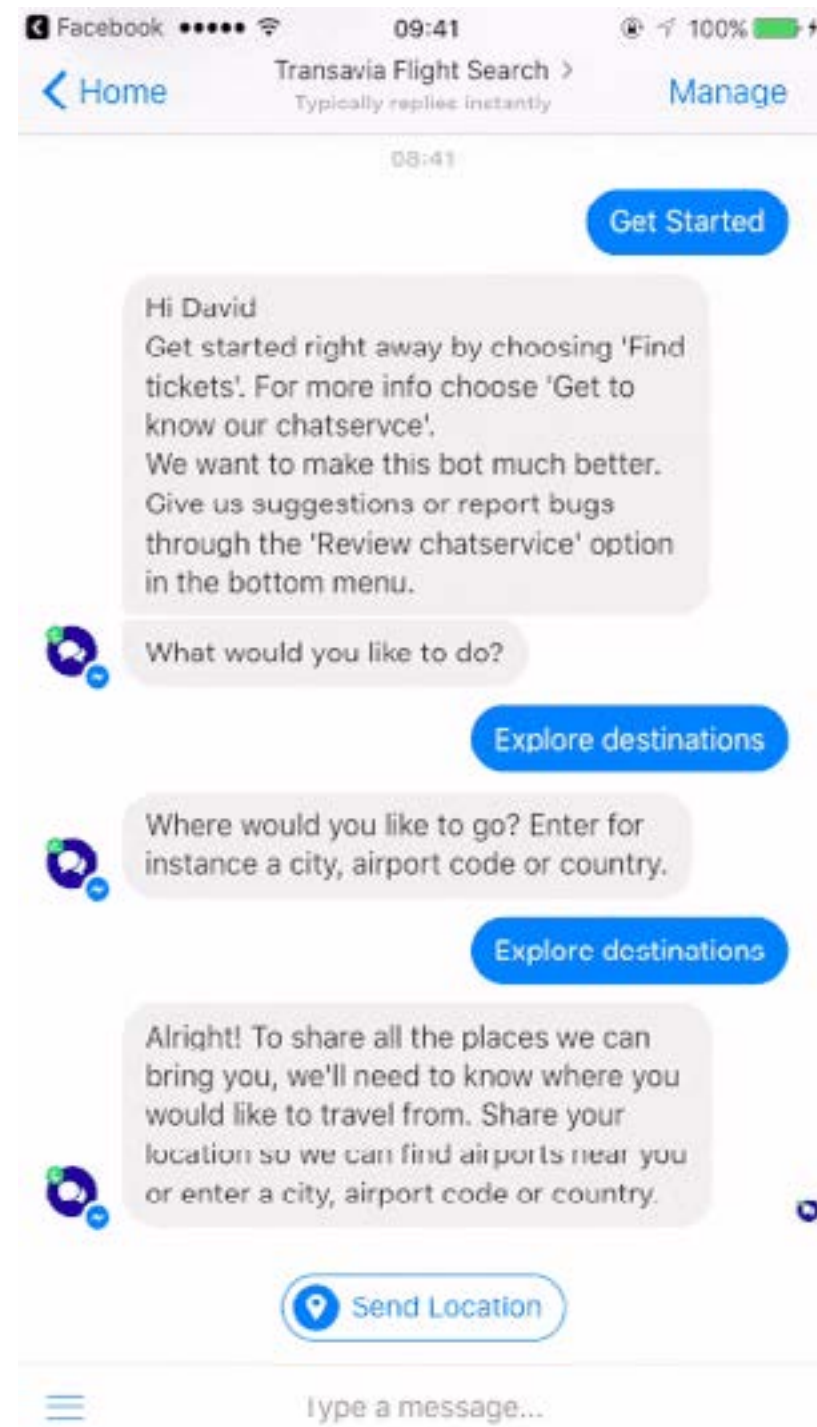 Facebook 09:41 100%
Home Transavia Flight Search > Manage
Typically replies instantly
08:41
Get Started
Hi David
Get started right away by choosing 'Find
tickets'. For more info choose 'Get to
know our chatservce'.
We want to make this bot much better.
Give us suggestions or report bugs
through the 'Review chatservice' option
in the bottom menu.
What would you like to do?
Explore destinations
Where would you like to go? Enter for
instance a city, airport code or country.
Explore destinations
Alright! To share all the places we can
bring you, we'll need to know where you
would like to travel from. Share your
location so we can find airports near you
or enter a city, airport code or country.
Send Location
Type a message...